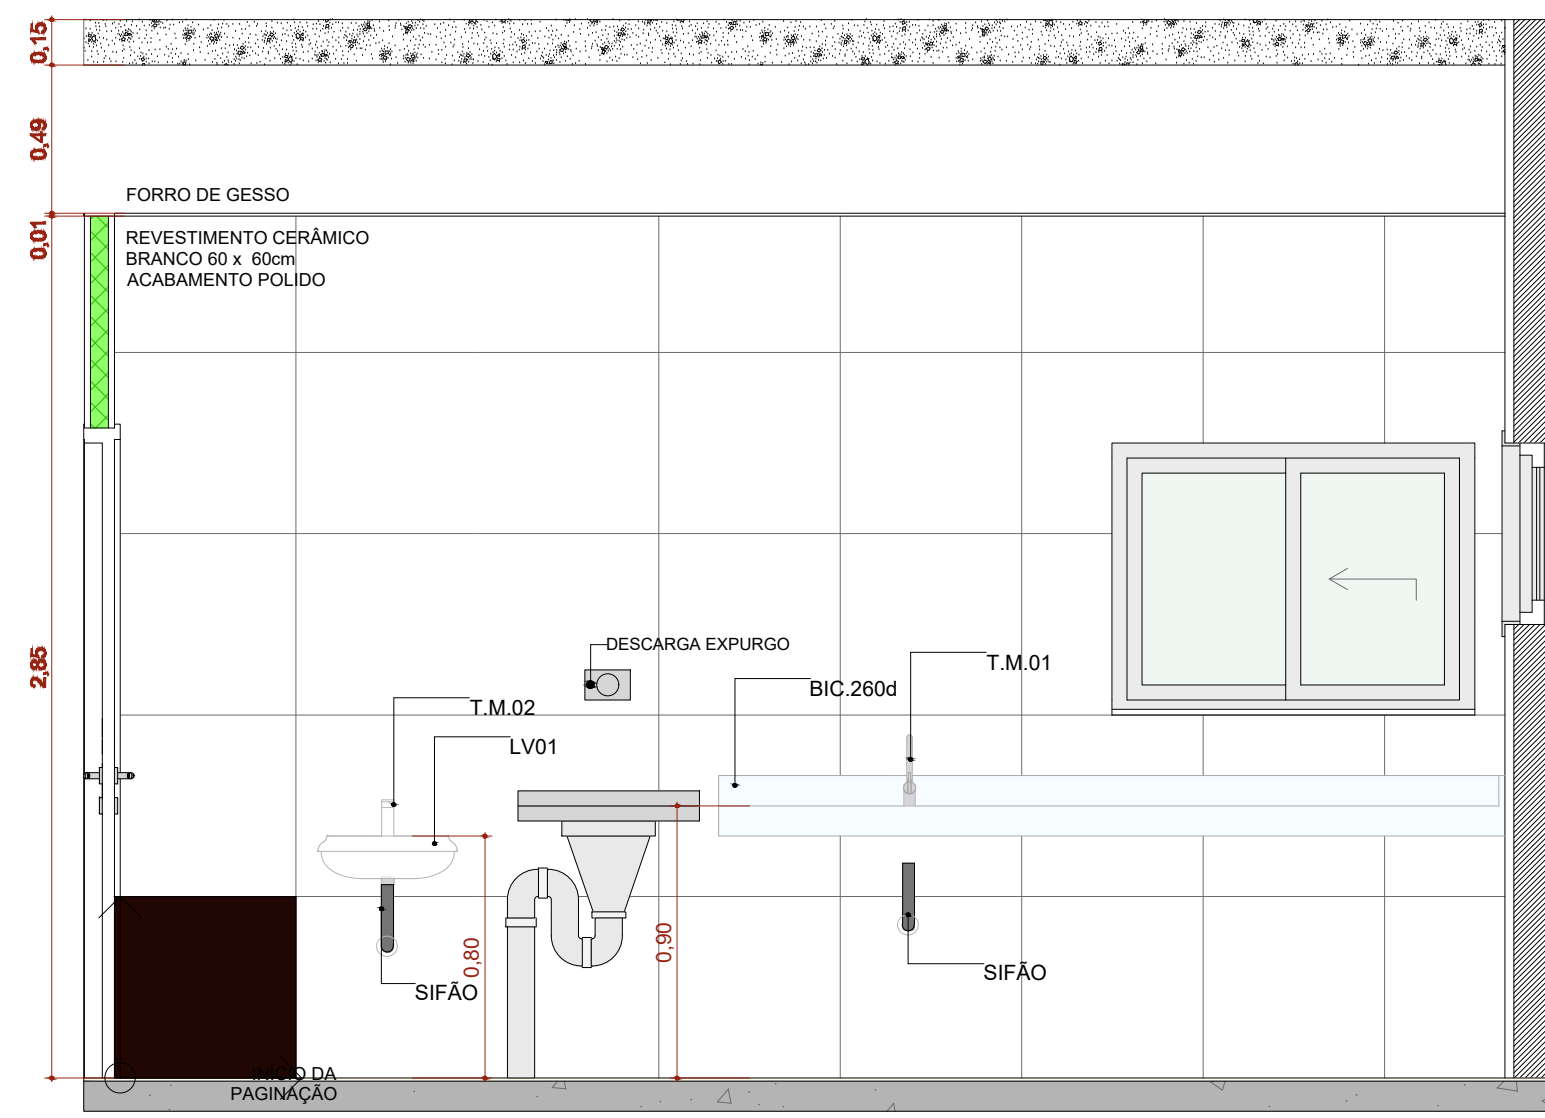 0,15
0,49
FORRO DE GESSO
0,01
REVESTIMENTO CERÂMICO
BRANCO 60 x 60cm
ACABAMENTO POLIDO
DESCARGA EXPURGO
T.M.01
2,85
BIC.260d
T.M.02
LV01
0,80
0,90
SIFÃO
SIFÃO
INÍCIO DA
PAGINAÇÃO